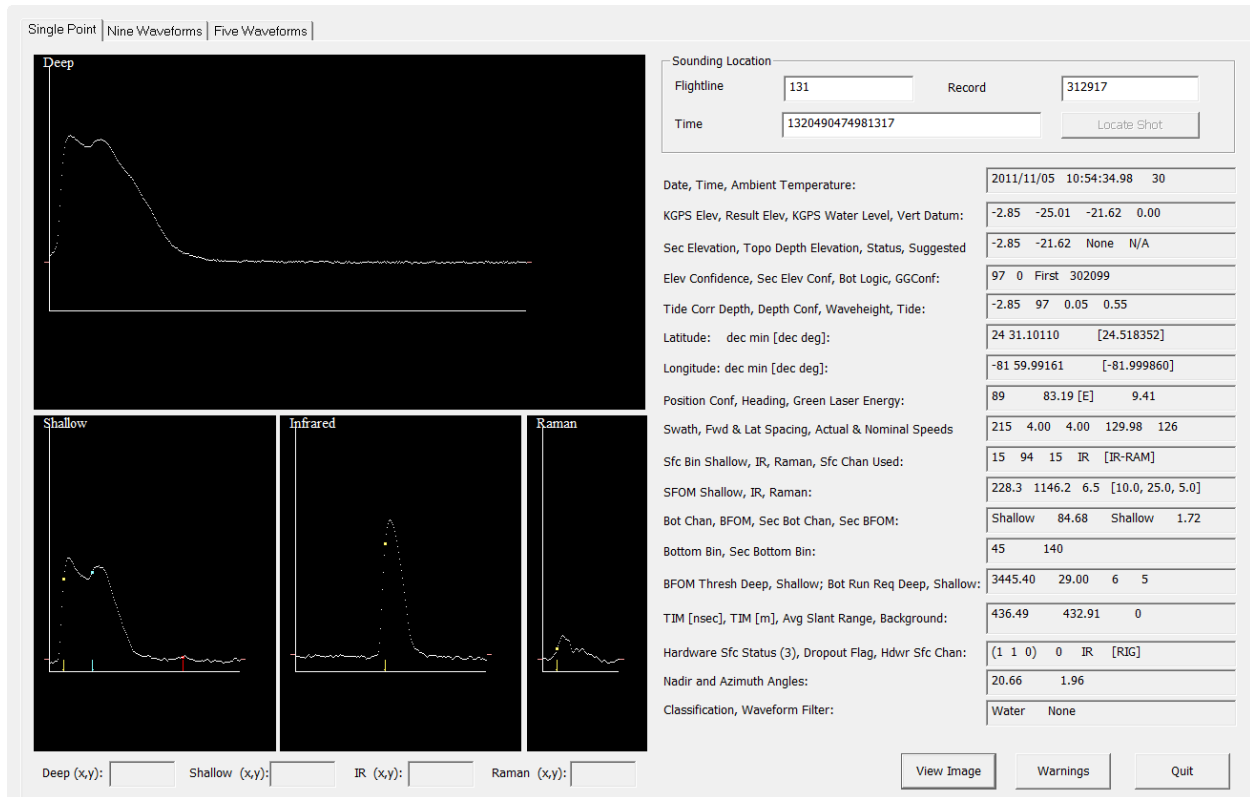 Single Point Nine Waveforms Five Waveforms
Deep
Shallow
Infrared
Raman
Deep (x,y): Shallow (x,y): IR (x,y): Raman (x,y):
Sounding Location
Flightline 131 Record 312917
Time 1320490474981317 Locate Shot
Date, Time, Ambient Temperature: 2011/11/05 10:54:34.98 30
KGPS Elev, Result Elev, KGPS Water Level, Vert Datum: -2.85 -25.01 -21.62 0.00
Sec Elevation, Topo Depth Elevation, Status, Suggested -2.85 -21.62 None N/A
Elev Confidence, Sec Elev Conf, Bot Logic, GGConf: 97 0 First 302099
Tide Corr Depth, Depth Conf, Waveheight, Tide: -2.85 97 0.05 0.55
Latitude: dec min [dec deg]: 24 31.10110 [24.518352]
Longitude: dec min [dec deg]: -81 59.99161 [-81.999860]
Position Conf, Heading, Green Laser Energy: 89 83.19 [E] 9.41
Swath, Fwd & Lat Spacing, Actual & Nominal Speeds 215 4.00 4.00 129.98 126
Sfc Bin Shallow, IR, Raman, Sfc Chan Used: 15 94 15 IR [IR-RAM]
SFOM Shallow, IR, Raman: 228.3 1146.2 6.5 [10.0, 25.0, 5.0]
Bot Chan, BFOM, Sec Bot Chan, Sec BFOM: Shallow 84.68 Shallow 1.72
Bottom Bin, Sec Bottom Bin: 45 140
BFOM Thresh Deep, Shallow; Bot Run Req Deep, Shallow: 3445.40 29.00 6 5
TIM [nsec], TIM [m], Avg Slant Range, Background: 436.49 432.91 0
Hardware Sfc Status (3), Dropout Flag, Hdwr Sfc Chan: (1 1 0) 0 IR [RIG]
Nadir and Azimuth Angles: 20.66 1.96
Classification, Waveform Filter: Water None
View Image Warnings Quit